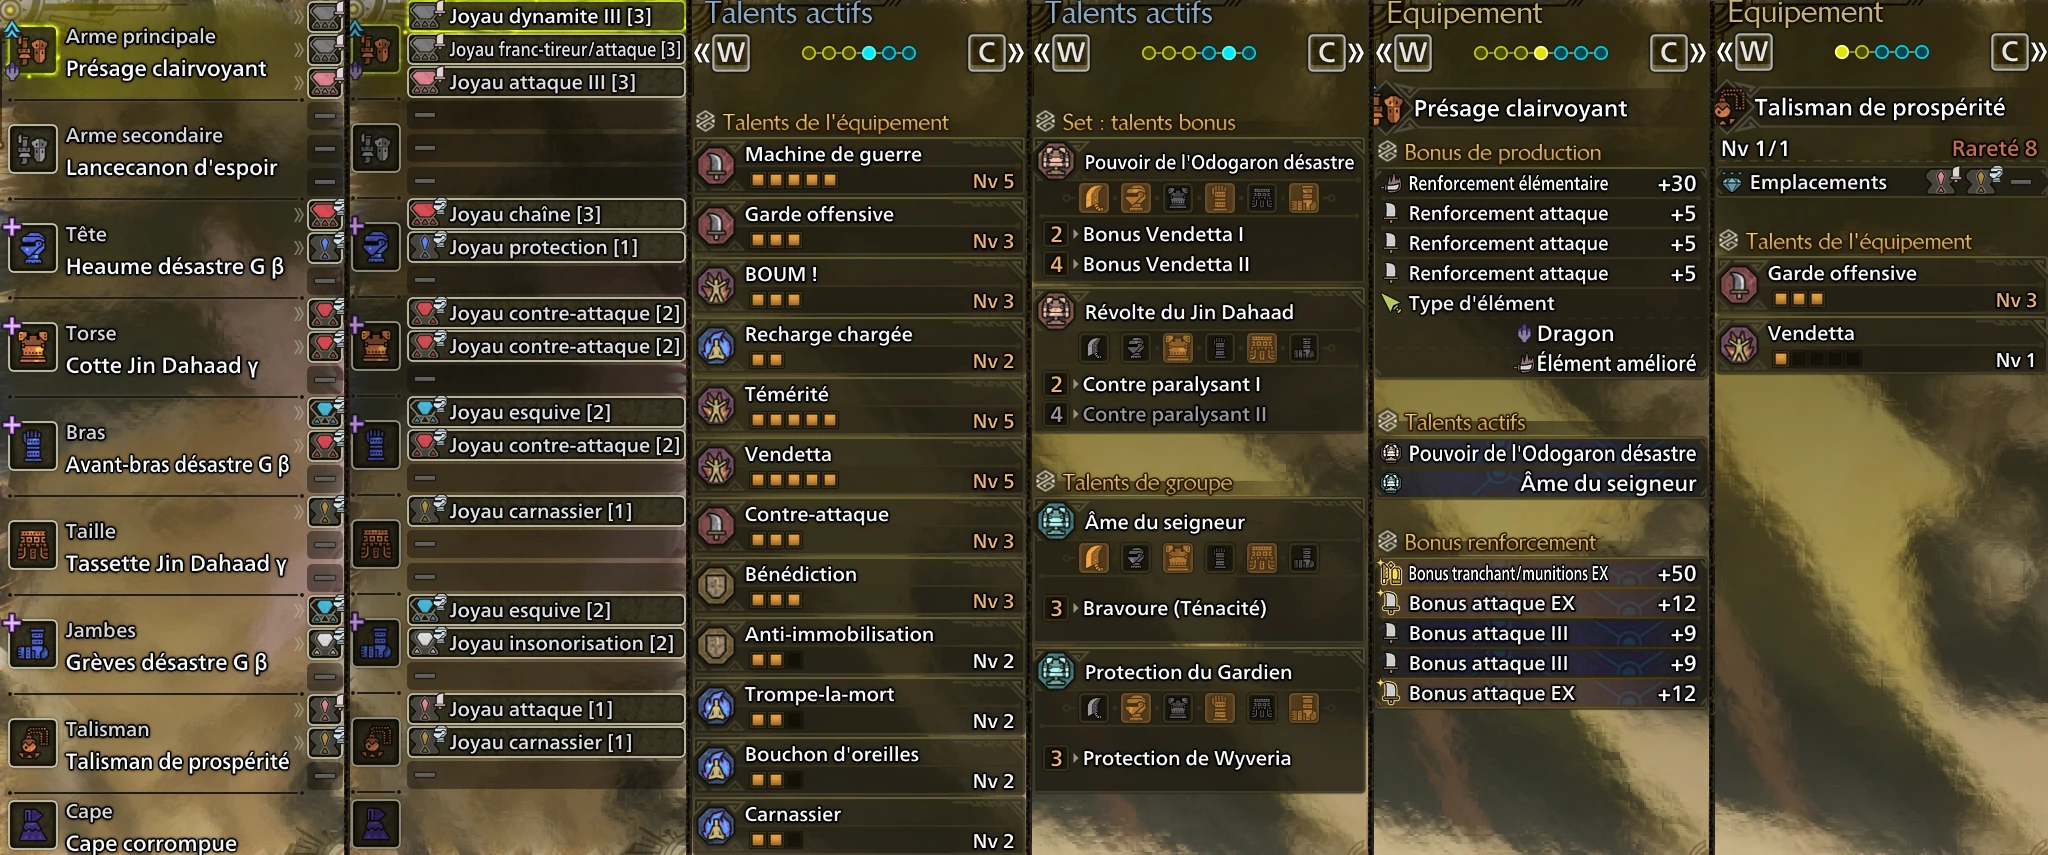 Arme principale
Présage clairvoyant
Arme secondaire
Lancecanon d'espoir
Tête
Heaume désastre G β
Torse
Cotte Jin Dahaad γ
Bras
Avant-bras désastre G β
Taille
Tassette Jin Dahaad γ
Jambes
Grèves désastre G β
Talisman
Talisman de prospérité
Cape
Cape corrompue
Joyau dynamite III [3]
Joyau franc-tireur/attaque [3]
Joyau attaque III [3]
Joyau chaîne [3]
Joyau protection [1]
Joyau contre-attaque [2]
Joyau contre-attaque [2]
Joyau esquive [2]
Joyau contre-attaque [2]
Joyau carnassier [1]
Joyau esquive [2]
Joyau insonorisation [2]
Joyau attaque [1]
Joyau carnassier [1]
Talents actifs
W C
Talents de l'équipement
Machine de guerre
Nv 5
Garde offensive
Nv 3
BOUM !
Nv 3
Recharge chargée
Nv 2
Témérité
Nv 5
Vendetta
Nv 5
Contre-attaque
Nv 3
Bénédiction
Nv 3
Anti-immobilisation
Nv 2
Trompe-la-mort
Nv 2
Bouchon d'oreilles
Nv 2
Carnassier
Nv 2
Talents actifs
W C
Set : talents bonus
Pouvoir de l'Odogaron désastre
2 Bonus Vendetta I
4 Bonus Vendetta II
Révolte du Jin Dahaad
2 Contre paralysant I
4 Contre paralysant II
Talents de groupe
Âme du seigneur
3 Bravoure (Ténacité)
Protection du Gardien
3 Protection de Wyveria
Equipement
W C
Présage clairvoyant
Bonus de production
Renforcement élémentaire +30
Renforcement attaque +5
Renforcement attaque +5
Renforcement attaque +5
Type d'élément
Dragon
Élément amélioré
Talents actifs
Pouvoir de l'Odogaron désastre
Âme du seigneur
Bonus renforcement
Bonus tranchant/munitions EX +50
Bonus attaque EX +12
Bonus attaque III +9
Bonus attaque III +9
Bonus attaque EX +12
Equipement
W C
Talisman de prospérité
Nv 1/1 Rareté 8
Emplacements
Talents de l'équipement
Garde offensive
Nv 3
Vendetta
Nv 1